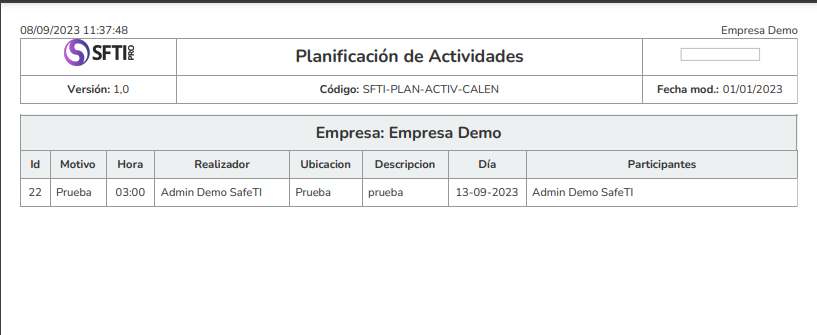 08/09/2023 11:37:48 Empresa Demo
SFTI PRO Planificación de Actividades
Versión: 1,0 Código: SFTI-PLAN-ACTIV-CALEN Fecha mod.: 01/01/2023
Empresa: Empresa Demo
Id Motivo Hora Realizador Ubicacion Descripcion Día Participantes
22 Prueba 03:00 Admin Demo SafeTI Prueba prueba 13-09-2023 Admin Demo SafeTI